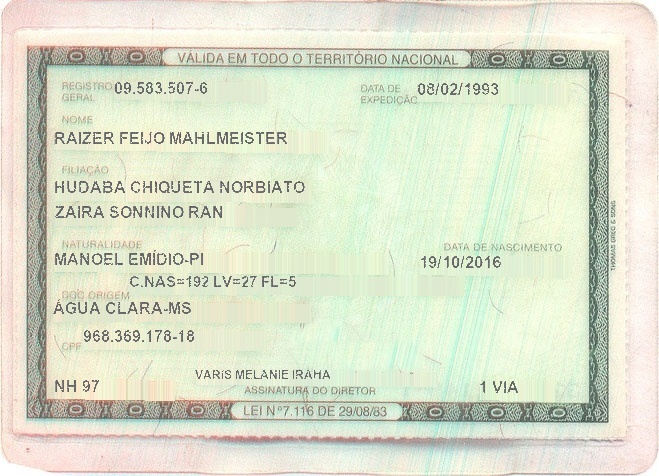 VÁLIDA EM TODO O TERRITÓRIO NACIONAL
REGISTRO GERAL 09.583.507-6 DATA DE EXPEDIÇÃO 08/02/1993
NOME
RAIZER FEIJO MAHLMEISTER
FILIAÇÃO
HUDABA CHIQUETA NORBIATO
ZAIRA SONNINO RAN
NATURALIDADE DATA DE NASCIMENTO
MANOEL EMÍDIO-PI 19/10/2016
C.NAS=192 LV=27 FL=5
DOC ORIGEM
ÁGUA CLARA-MS
968.369.178-18
CPF
VARIS MELANIE IRAHA
NH 97 ASSINATURA DO DIRETOR 1 VIA
LEI Nº7.116 DE 29/08/83
THOMAS GREG & SONS